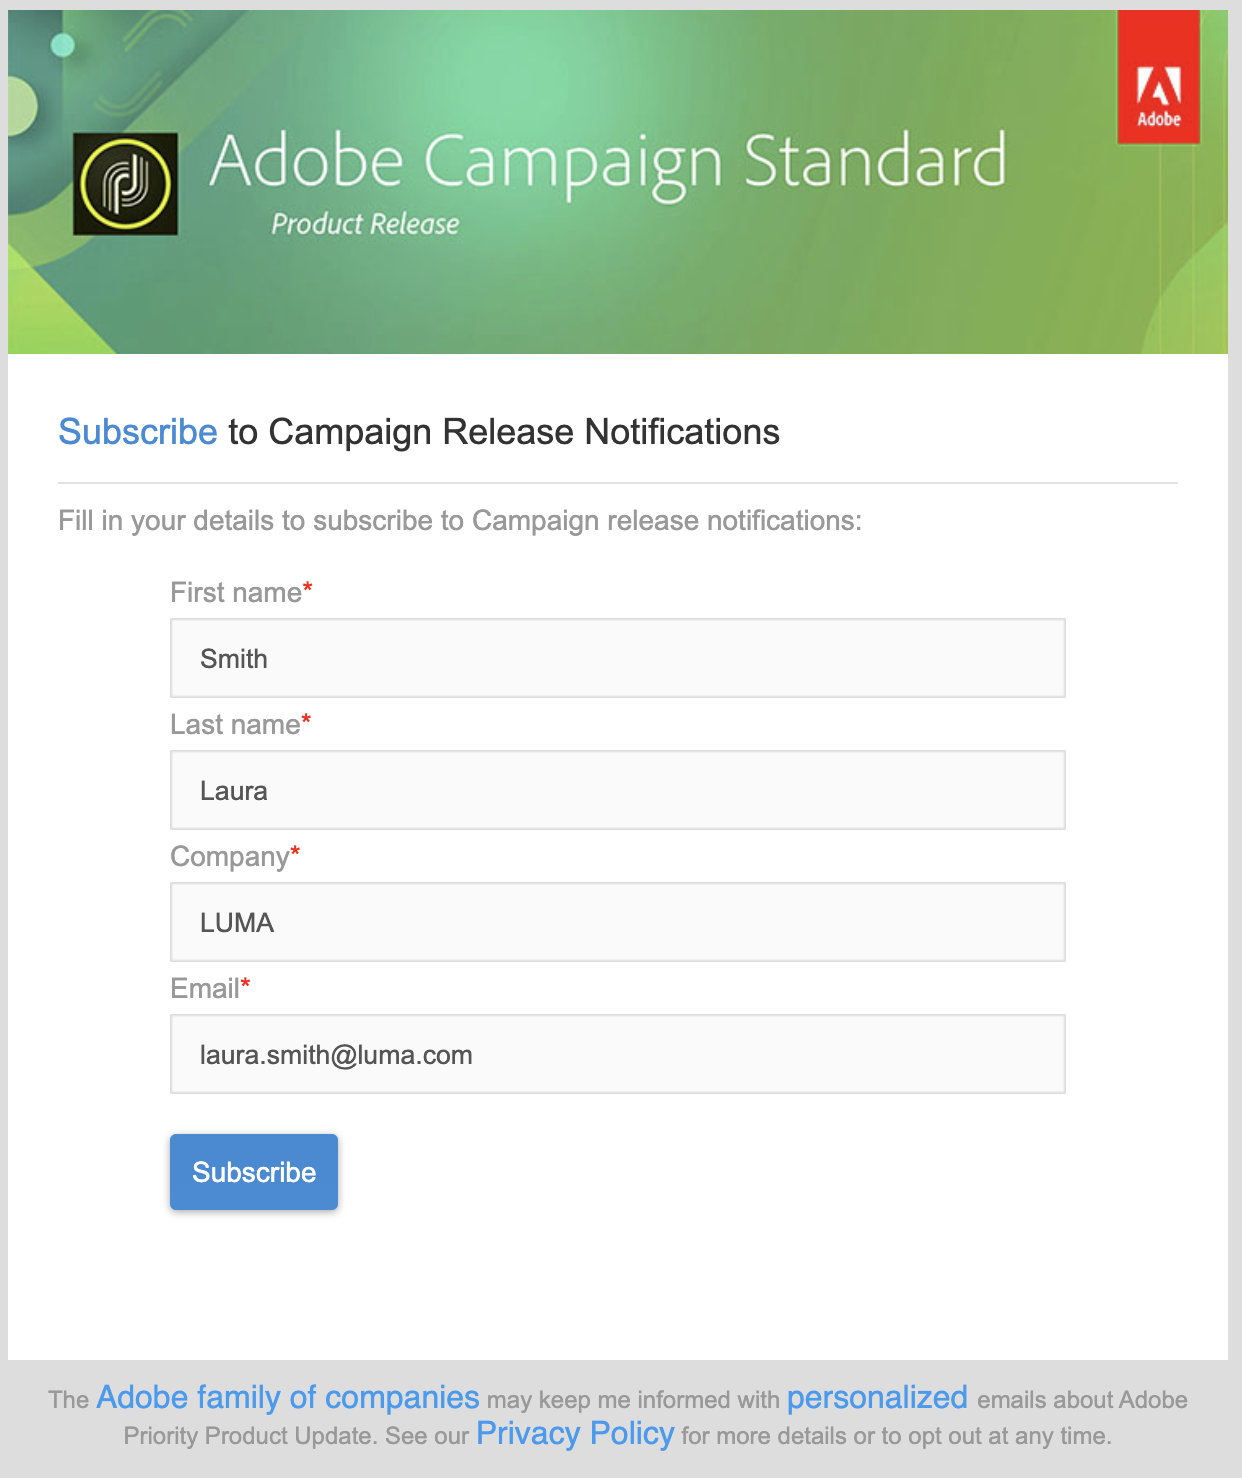 Adobe
Adobe Campaign Standard
Product Release
Subscribe to Campaign Release Notifications
Fill in your details to subscribe to Campaign release notifications:
First name*
Smith
Last name*
Laura
Company*
LUMA
Email*
laura.smith@luma.com
Subscribe
The Adobe family of companies may keep me informed with personalized emails about Adobe
Priority Product Update. See our Privacy Policy for more details or to opt out at any time.